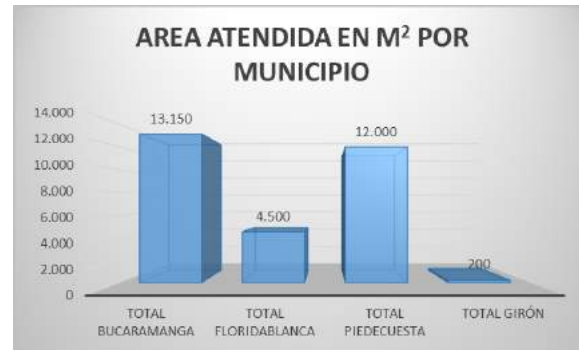 AREA ATENDIDA EN M² POR
MUNICIPIO
14.000
12.000
10.000
8.000
6.000
4.000
2.000
0
13.150
4.500
12.000
200
TOTAL
BUCARAMANGA
TOTAL
FLORIDABLANCA
TOTAL
PIEDECUESTA
TOTAL GIRÓN